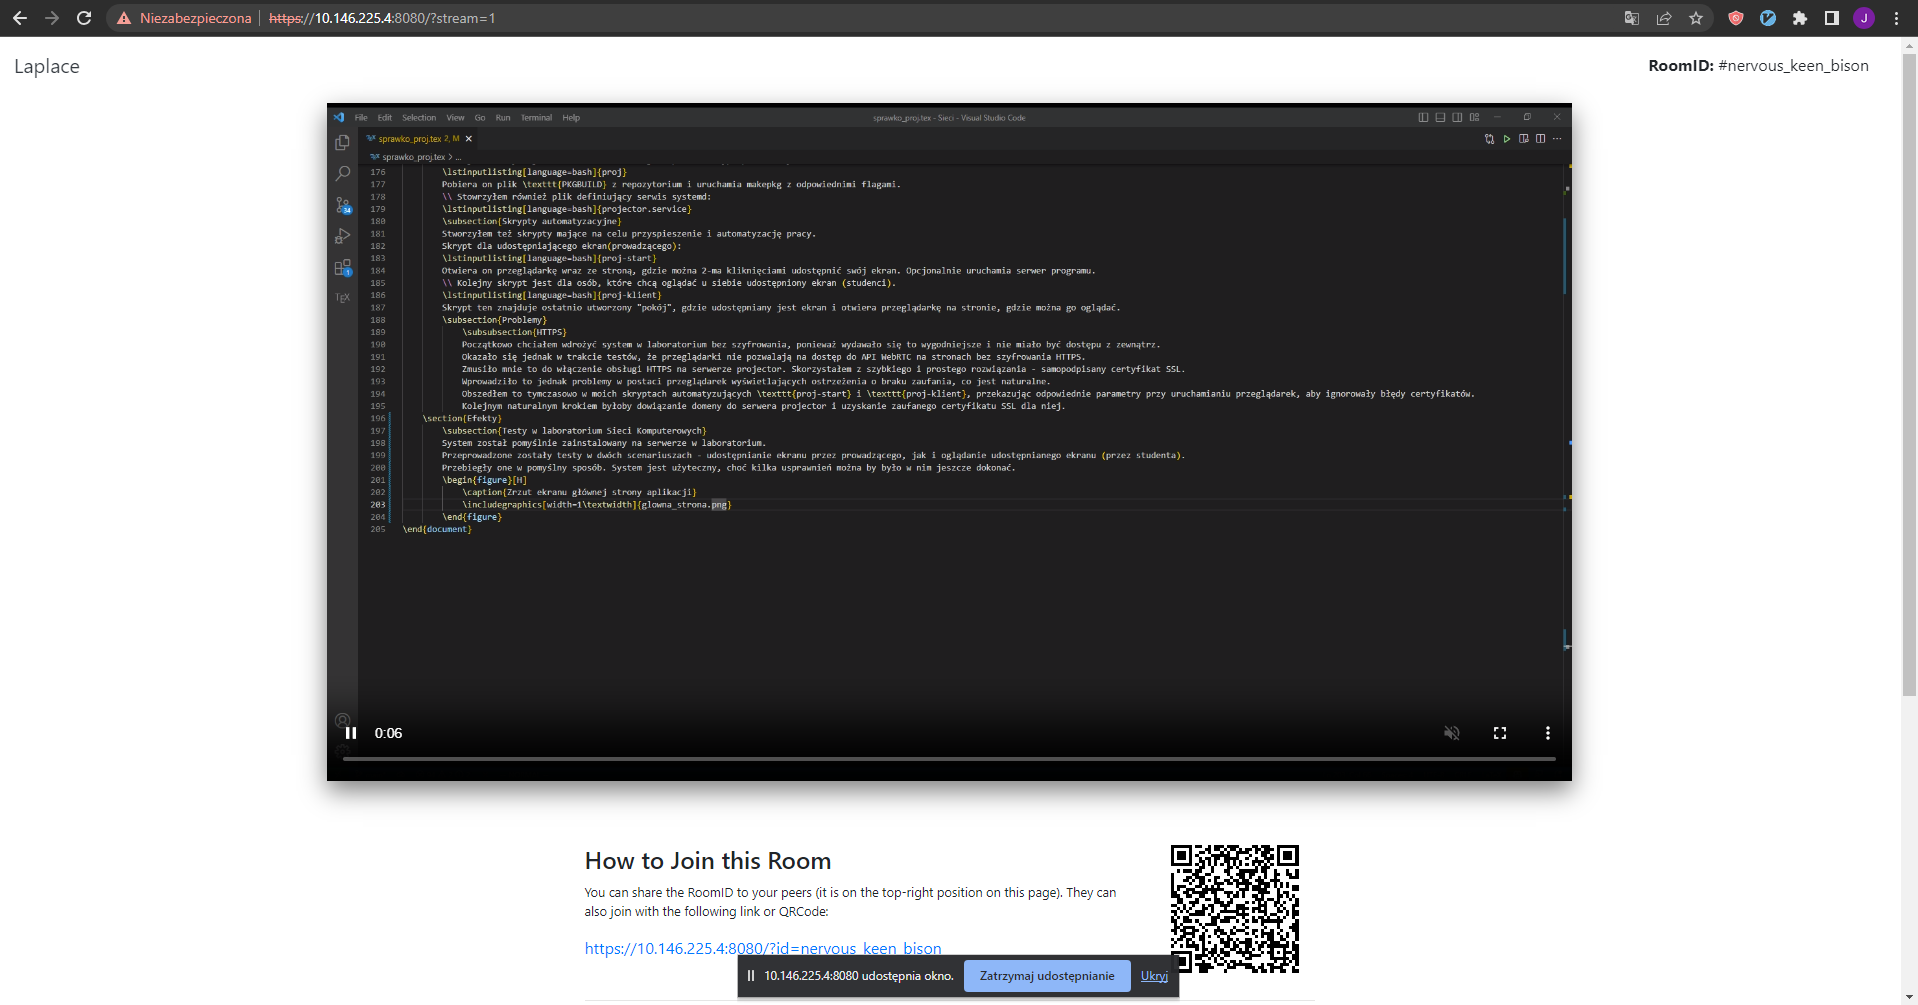 Niezabezpieczona https://10.146.225.4:8080/?stream=1
J
Laplace
RoomID: #nervous_keen_bison
File Edit Selection View Go Run Terminal Help
sprawko_proj.tex - Sieci - Visual Studio Code
TEX sprawko_proj.tex 2, M
TEX sprawko_proj.tex > ...
176 \lstinputlisting[language=bash]{proj}
177 Pobiera on plik \texttt{PKGBUILD} z repozytorium i uruchamia makepkg z odpowiednimi flagami.
178 \\ Stowrzyłem również plik definiujący serwis systemd:
179 \lstinputlisting[language=bash]{projector.service}
180 \subsection{Skrypty automatyzacyjne}
181 Stworzyłem też skrypty mające na celu przyspieszenie i automatyzację pracy.
182 Skrypt dla udostępniającego ekran(prowadzącego):
183 \lstinputlisting[language=bash]{proj-start}
184 Otwiera on przeglądarkę wraz ze stroną, gdzie można 2-ma kliknięciami udostępnić swój ekran. Opcjonalnie uruchamia serwer programu.
185 \\ Kolejny skrypt jest dla osób, które chcą oglądać u siebie udostępniony ekran (studenci).
186 \lstinputlisting[language=bash]{proj-klient}
187 Skrypt ten znajduje ostatnio utworzony "pokój", gdzie udostępniany jest ekran i otwiera przeglądarkę na stronie, gdzie można go oglądać.
188 \subsection{Problemy}
189 \subsubsection{HTTPS}
190 Początkowo chciałem wdrożyć system w laboratorium bez szyfrowania, ponieważ wydawało się to wygodniejsze i nie miało być dostępu z zewnątrz.
191 Okazało się jednak w trakcie testów, że przeglądarki nie pozwalają na dostęp do API WebRTC na stronach bez szyfrowania HTTPS.
192 Zmusiło mnie to do włączenie obsługi HTTPS na serwerze projector. Skorzystałem z szybkiego i prostego rozwiązania - samopodpisany certyfikat SSL.
193 Wprowadziło to jednak problemy w postaci przeglądarek wyświetlających ostrzeżenia o braku zaufania, co jest naturalne.
194 Obszedłem to tymczasowo w moich skryptach automatyzujących \texttt{proj-start} i \texttt{proj-klient}, przekazując odpowiednie parametry przy uruchamianiu przeglądarek, aby ignorowały błędy certyfikatów.
195 Kolejnym naturalnym krokiem byłoby dowiązanie domeny do serwera projector i uzyskanie zaufanego certyfikatu SSL dla niej.
196 \section{Efekty}
197 \subsection{Testy w laboratorium Sieci Komputerowych}
198 System został pomyślnie zainstalowany na serwerze w laboratorium.
199 Przeprowadzone zostały testy w dwóch scenariuszach - udostępnianie ekranu przez prowadzącego, jak i oglądanie udostępnianego ekranu (przez studenta).
200 Przebiegły one w pomyślny sposób. System jest użyteczny, choć kilka usprawnień można by było w nim jeszcze dokonać.
201 \begin{figure}[H]
202 \caption{Zrzut ekranu głównej strony aplikacji}
203 \includegraphics[width=1\textwidth]{glowna_strona.png}
204 \end{figure}
205 \end{document}
34
1
TEX
0:06
How to Join this Room
You can share the RoomID to your peers (it is on the top-right position on this page). They can
also join with the following link or QRCode:
https://10.146.225.4:8080/?id=nervous_keen_bison
10.146.225.4:8080 udostępnia okno. Zatrzymaj udostępnianie Ukryj